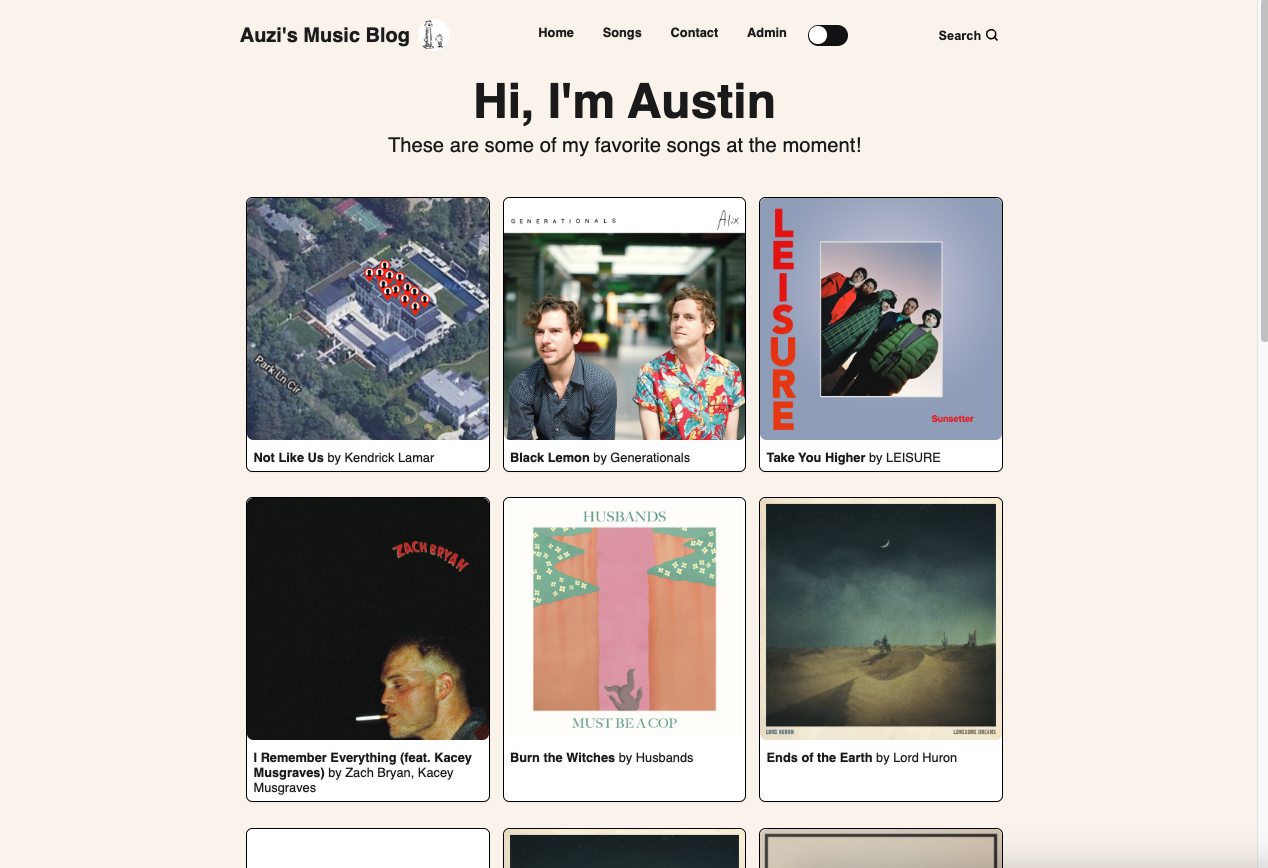 Auzi's Music Blog
Home Songs Contact Admin
Search
Hi, I'm Austin
These are some of my favorite songs at the moment!
Park Ln Cir
GENERATIONALS Alix
LEISURE
Sunsetter
Not Like Us by Kendrick Lamar
Black Lemon by Generationals
Take You Higher by LEISURE
ZACH BRYAN
HUSBANDS
MUST BE A COP
LORD HURON LONESOME DREAMS
I Remember Everything (feat. Kacey
Musgraves) by Zach Bryan, Kacey
Musgraves
Burn the Witches by Husbands
Ends of the Earth by Lord Huron